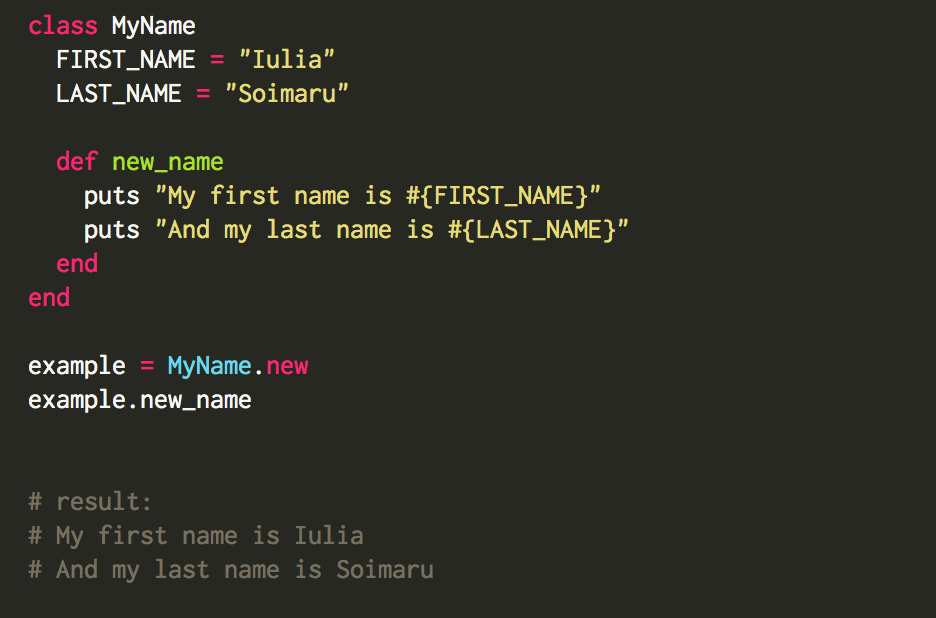 class MyName
  FIRST_NAME = "Iulia"
  LAST_NAME = "Soimaru"
  def new_name
    puts "My first name is #{FIRST_NAME}"
    puts "And my last name is #{LAST_NAME}"
  end
end
example = MyName.new
example.new_name
# result:
# My first name is Iulia
# And my last name is Soimaru